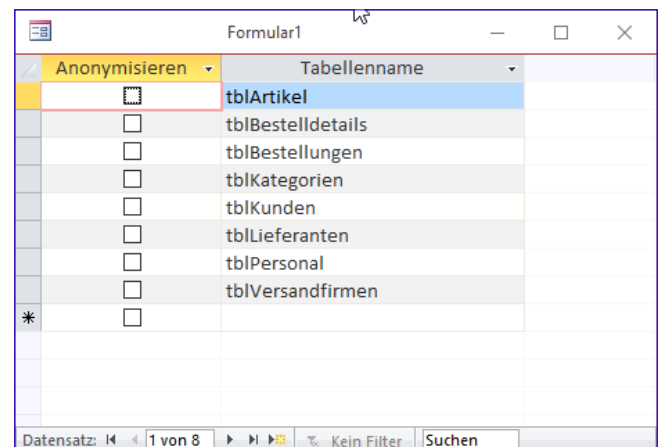 Formular1
Anonymisieren Tabellenname
tblArtikel
tblBestelldetails
tblBestellungen
tblKategorien
tblKunden
tblLieferanten
tblPersonal
tblVersandfirmen
Datensatz: 1 von 8 Kein Filter Suchen